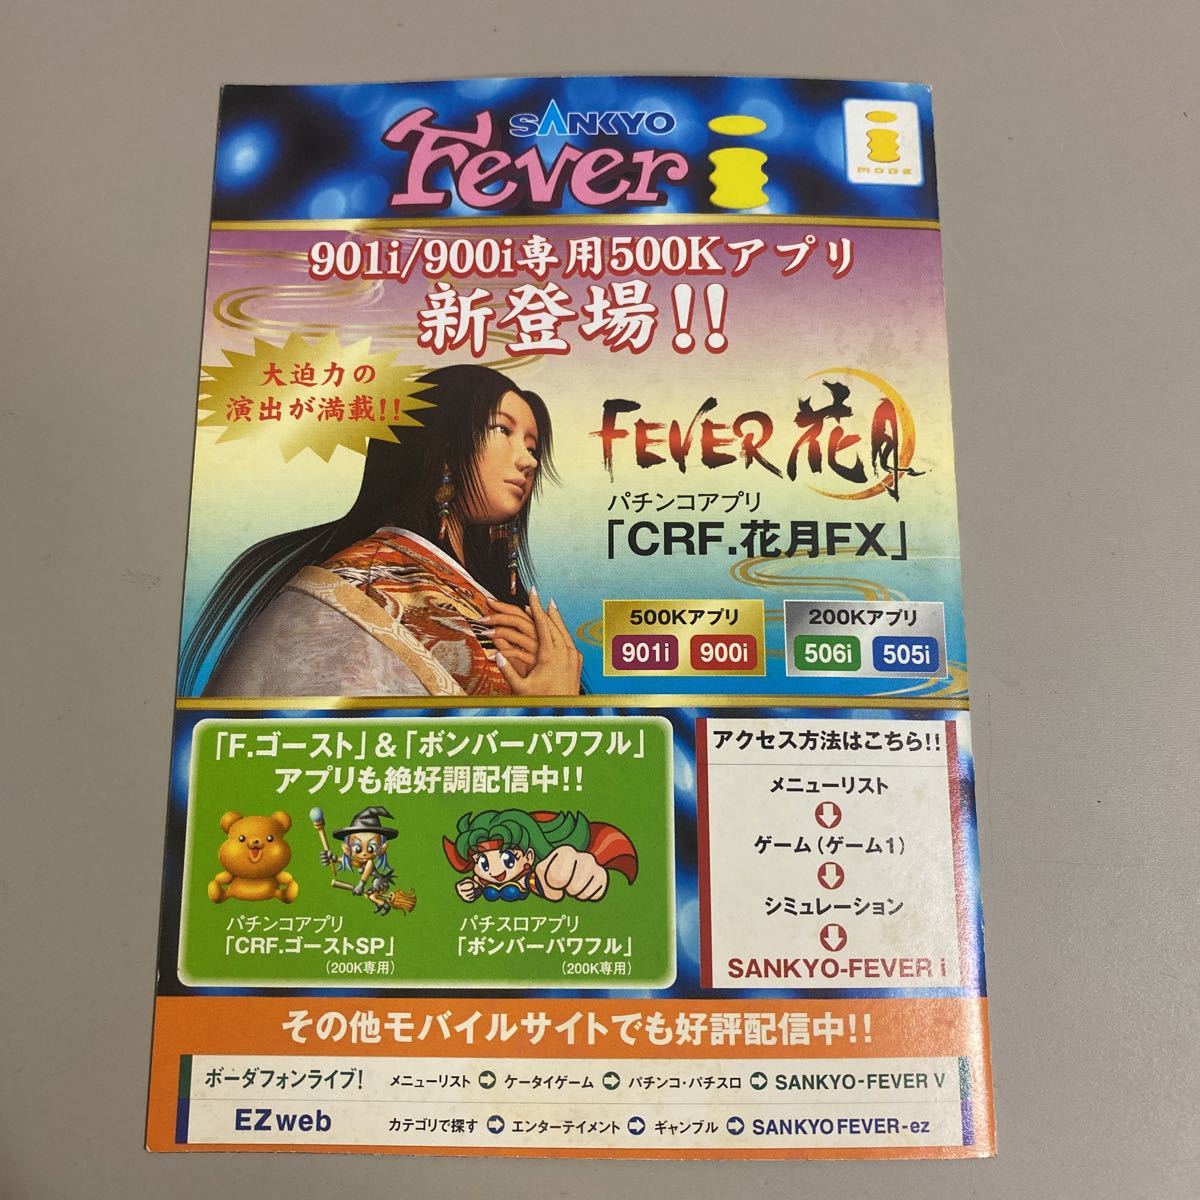 SANKYO
Fever i
i
MODE
901i/900i専用500Kアプリ
新登場!!
大迫力の
演出が満載!!
FEVER 花月
パチンコアプリ
「CRF.花月FX」
500Kアプリ
901i 900i
200Kアプリ
506i 505i
「F.ゴースト」&「ボンバーパワフル」
アプリも絶好調配信中!!
パチンコアプリ
「CRF.ゴーストSP」
(200K専用)
パチスロアプリ
「ボンバーパワフル」
(200K専用)
アクセス方法はこちら!!
メニューリスト
ゲーム(ゲーム1)
シミュレーション
SANKYO-FEVER i
その他モバイルサイトでも好評配信中!!
ボーダフォンライブ! メニューリスト ケータイゲーム パチンコ・パチスロ SANKYO-FEVER V
EZweb カテゴリで探す エンターテイメント ギャンブル SANKYO FEVER-ez